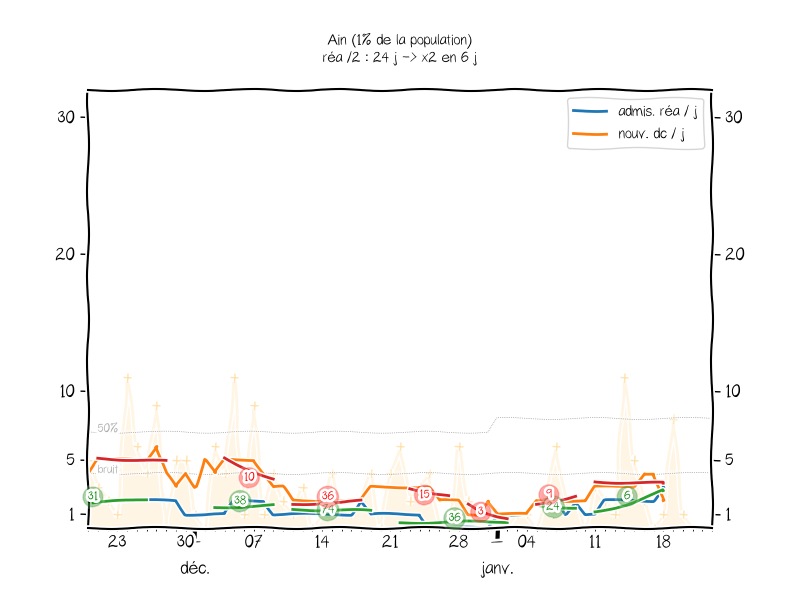 Ain (1% de la population)
réa /2 : 24 j -> x2 en 6 j
admis. réa / j
nouv. dc / j
30 30
20 20
10 10
50%
5 5
bruit
1 1
31 38 10 36 74 15 36 3 9 24 6
23 30 07 14 21 28 04 11 18
déc. janv.